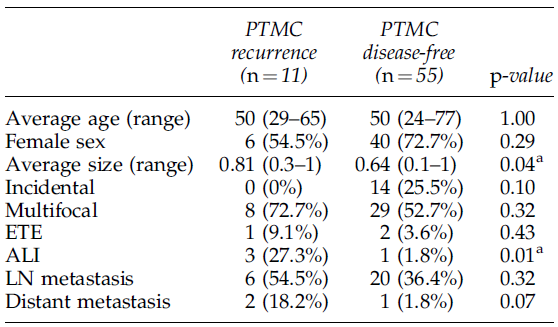 PTMC PTMC
recurrence disease-free
(n = 11) (n = 55) p-value
Average age (range) 50 (29–65) 50 (24–77) 1.00
Female sex 6 (54.5%) 40 (72.7%) 0.29
Average size (range) 0.81 (0.3–1) 0.64 (0.1–1) 0.04a
Incidental 0 (0%) 14 (25.5%) 0.10
Multifocal 8 (72.7%) 29 (52.7%) 0.32
ETE 1 (9.1%) 2 (3.6%) 0.43
ALI 3 (27.3%) 1 (1.8%) 0.01a
LN metastasis 6 (54.5%) 20 (36.4%) 0.32
Distant metastasis 2 (18.2%) 1 (1.8%) 0.07